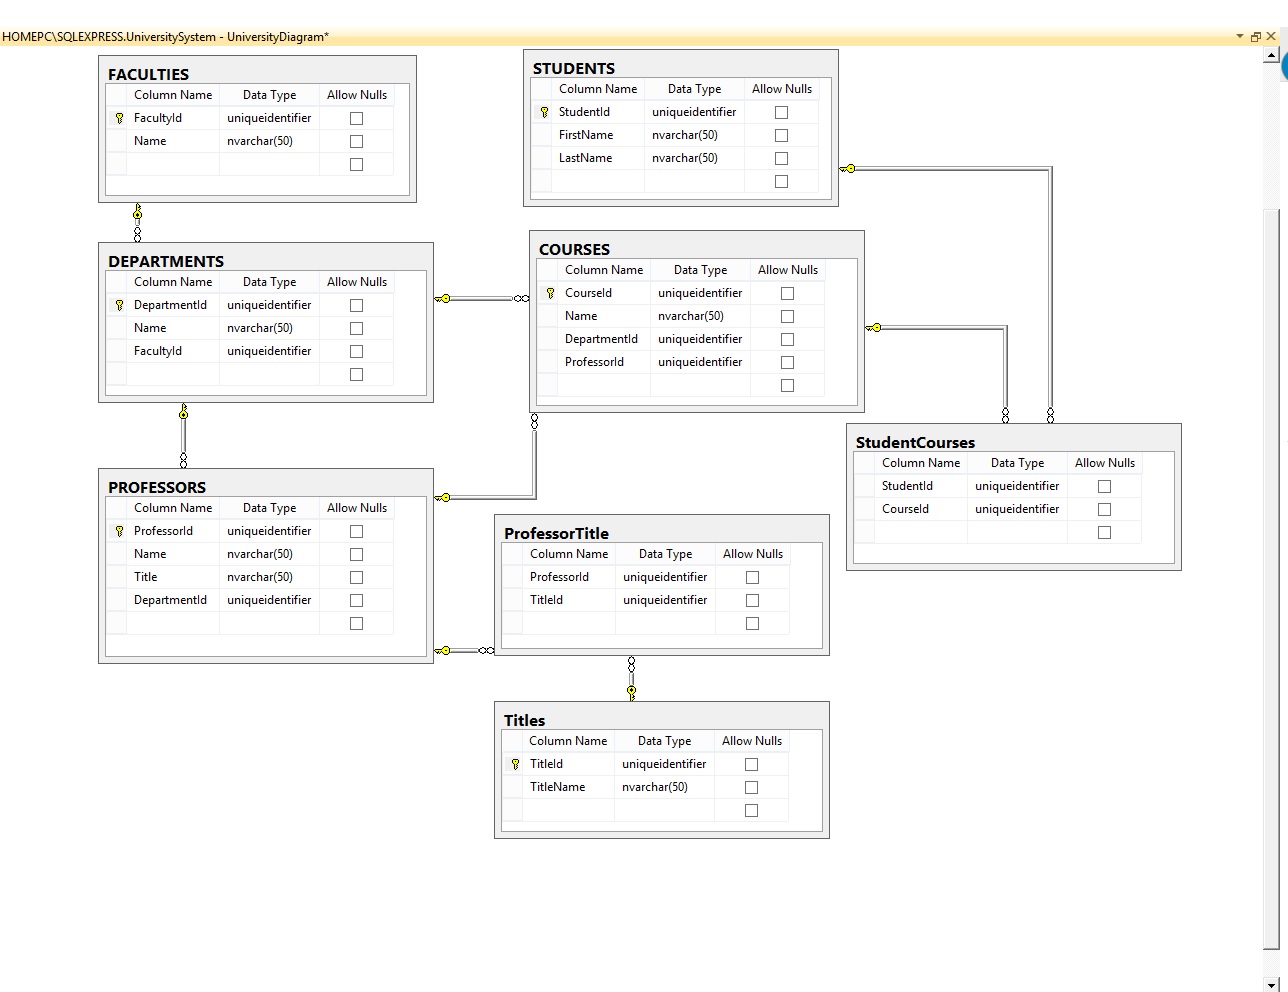 HOMEPC\SQLEXPRESS.UniversitySystem - UniversityDiagram*
FACULTIES
Column Name Data Type Allow Nulls
FacultyId uniqueidentifier
Name nvarchar(50)
STUDENTS
Column Name Data Type Allow Nulls
StudentId uniqueidentifier
FirstName nvarchar(50)
LastName nvarchar(50)
DEPARTMENTS
Column Name Data Type Allow Nulls
DepartmentId uniqueidentifier
Name nvarchar(50)
FacultyId uniqueidentifier
COURSES
Column Name Data Type Allow Nulls
CourseId uniqueidentifier
Name nvarchar(50)
DepartmentId uniqueidentifier
ProfessorId uniqueidentifier
StudentCourses
Column Name Data Type Allow Nulls
StudentId uniqueidentifier
CourseId uniqueidentifier
PROFESSORS
Column Name Data Type Allow Nulls
ProfessorId uniqueidentifier
Name nvarchar(50)
Title nvarchar(50)
DepartmentId uniqueidentifier
ProfessorTitle
Column Name Data Type Allow Nulls
ProfessorId uniqueidentifier
TitleId uniqueidentifier
Titles
Column Name Data Type Allow Nulls
TitleId uniqueidentifier
TitleName nvarchar(50)